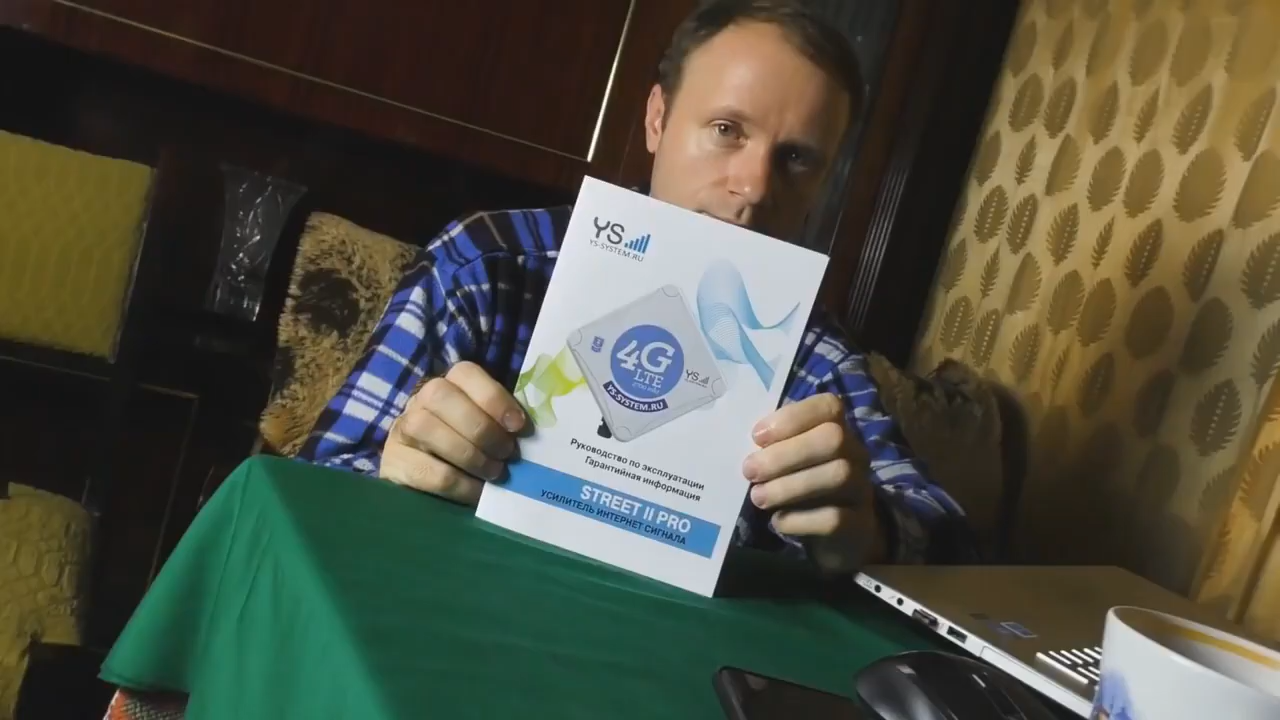 YS
YS-SYSTEM.RU
4G
LTE
YS
YS-SYSTEM.RU
Руководство по эксплуатации
Гарантийная информация
STREET II PRO
УСИЛИТЕЛЬ ИНТЕРНЕТ СИГНАЛА